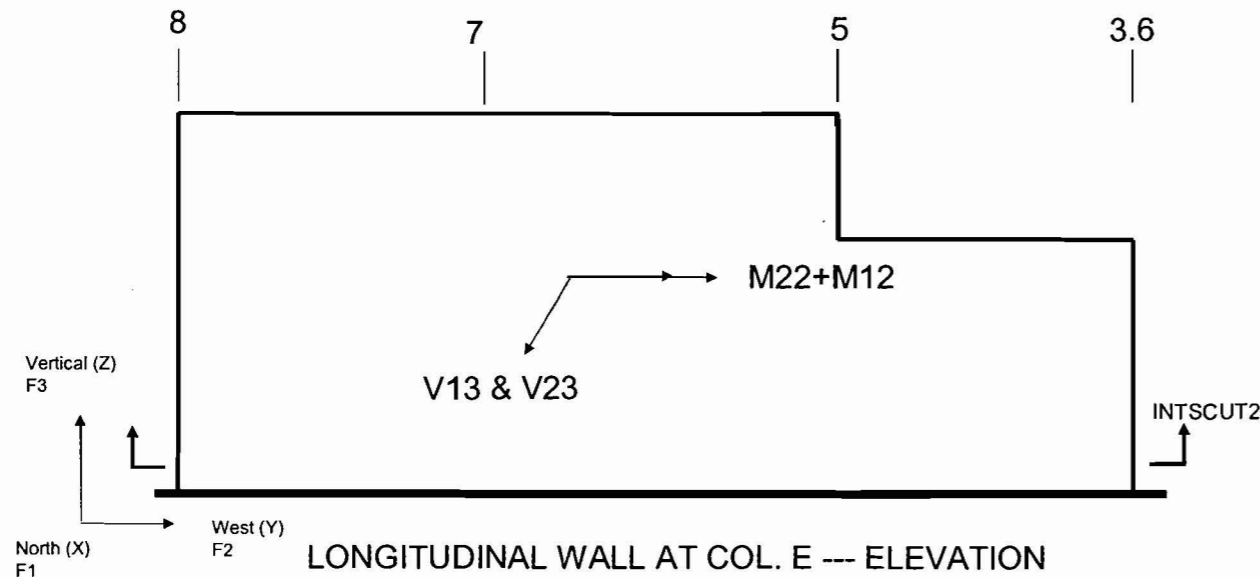 8
7
5
3.6
M22+M12
V13 & V23
Vertical (Z)
F3
INTSCUT2
West (Y)
F2
North (X)
F1
LONGITUDINAL WALL AT COL. E --- ELEVATION